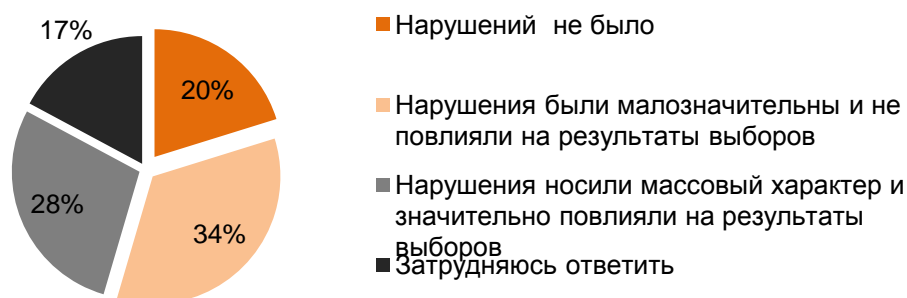 17%
20%
28%
34%
Нарушений не было
Нарушения были малозначительны и не
повлияли на результаты выборов
Нарушения носили массовый характер и
значительно повлияли на результаты
выборов
Затрудняюсь ответить